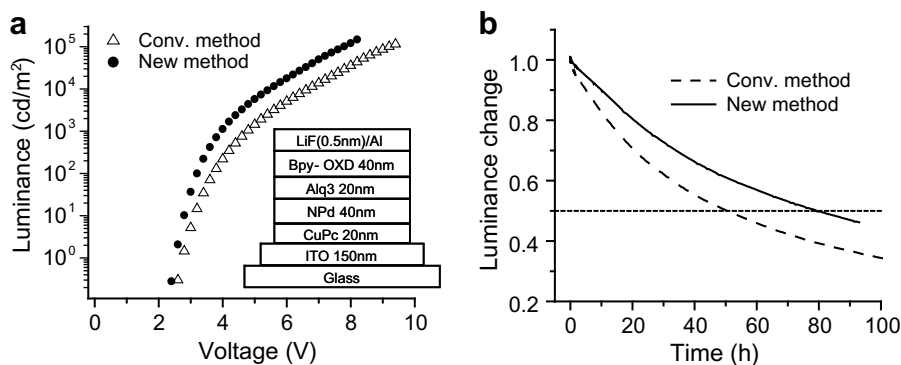 a
△ Conv. method
● New method
Luminance (cd/m²)
10⁵
10⁴
10³
10²
10¹
10⁰
LiF(0.5nm)/Al
Bpy- OXD 40nm
Alq3 20nm
NPd 40nm
CuPc 20nm
ITO 150nm
Glass
0 2 4 6 8 10
Voltage (V)
b
Conv. method
New method
Luminance change
1.0
0.8
0.6
0.4
0.2
0 20 40 60 80 100
Time (h)